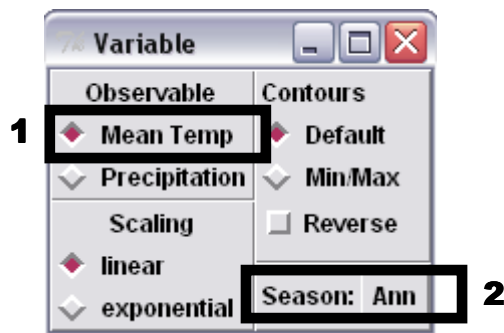 Variable
Observable
1 Mean Temp
Precipitation
Scaling
linear
exponential
Contours
Default
Min/Max
Reverse
Season: Ann 2